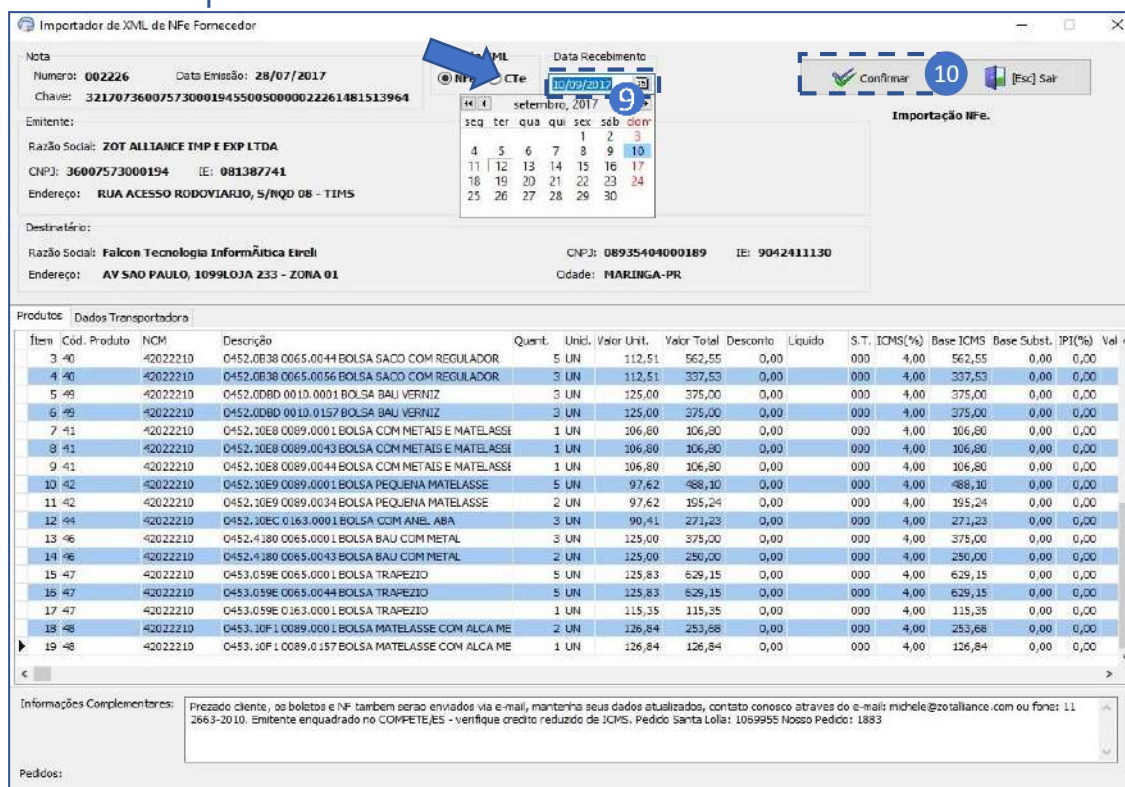 Importador de XML de NFe Fornecedor
Nota
XML
Data Recebimento
Numero: 002226 Data Emissão: 28/07/2017
NFe CTe
10/09/2017
9
Confirmar
10
[Esc] Sair
Chave: 32170736007573000194550050000022261481513964
Importação NFe.
setembro, 2017
seg ter qua qui sex sáb dom
1 2 3
4 5 6 7 8 9 10
11 12 13 14 15 16 17
18 19 20 21 22 23 24
25 26 27 28 29 30
Emitente:
Razão Social: ZOT ALLIANCE IMP E EXP LTDA
CNPJ: 36007573000194 IE: 081387741
Endereço: RUA ACESSO RODOVIARIO, S/NQD 08 - TIMS
Destinatário:
Razão Social: Falcon Tecnologia InformÃitica Eireli CNPJ: 08935404000189 IE: 9042411130
Endereço: AV SAO PAULO, 1099LOJA 233 - ZONA 01 Cidade: MARINGA-PR
Produtos Dados Transportadora
Ítem Cód. Produto NCM Descrição Quant. Unid. Valor Unit. Valor Total Desconto Líquido S.T. ICMS(%) Base ICMS Base Subst. IPI(%) Val
3 40 42022210 0452.0B38 0065.0044 BOLSA SACO COM REGULADOR 5 UN 112,51 562,55 0,00 000 4,00 562,55 0,00 0,00
4 40 42022210 0452.0B38 0065.0056 BOLSA SACO COM REGULADOR 3 UN 112,51 337,53 0,00 000 4,00 337,53 0,00 0,00
5 49 42022210 0452.0DBD 0010.0001 BOLSA BAU VERNIZ 3 UN 125,00 375,00 0,00 000 4,00 375,00 0,00 0,00
6 49 42022210 0452.0DBD 0010.0157 BOLSA BAU VERNIZ 3 UN 125,00 375,00 0,00 000 4,00 375,00 0,00 0,00
7 41 42022210 0452.10E8 0089.0001 BOLSA COM METAIS E MATELASSE 1 UN 106,80 106,80 0,00 000 4,00 106,80 0,00 0,00
8 41 42022210 0452.10E8 0089.0043 BOLSA COM METAIS E MATELASSE 1 UN 106,80 106,80 0,00 000 4,00 106,80 0,00 0,00
9 41 42022210 0452.10E8 0089.0044 BOLSA COM METAIS E MATELASSE 1 UN 106,80 106,80 0,00 000 4,00 106,80 0,00 0,00
10 42 42022210 0452.10E9 0089.0001 BOLSA PEQUENA MATELASSE 5 UN 97,62 488,10 0,00 000 4,00 488,10 0,00 0,00
11 42 42022210 0452.10E9 0089.0034 BOLSA PEQUENA MATELASSE 2 UN 97,62 195,24 0,00 000 4,00 195,24 0,00 0,00
12 44 42022210 0452.10EC 0163.0001 BOLSA COM ANEL ABA 3 UN 90,41 271,23 0,00 000 4,00 271,23 0,00 0,00
13 46 42022210 0452.4180 0065.0001 BOLSA BAU COM METAL 3 UN 125,00 375,00 0,00 000 4,00 375,00 0,00 0,00
14 46 42022210 0452.4180 0065.0043 BOLSA BAU COM METAL 2 UN 125,00 250,00 0,00 000 4,00 250,00 0,00 0,00
15 47 42022210 0453.059E 0065.0001 BOLSA TRAPEZIO 5 UN 125,83 629,15 0,00 000 4,00 629,15 0,00 0,00
16 47 42022210 0453.059E 0065.0044 BOLSA TRAPEZIO 5 UN 125,83 629,15 0,00 000 4,00 629,15 0,00 0,00
17 47 42022210 0453.059E 0163.0001 BOLSA TRAPEZIO 1 UN 115,35 115,35 0,00 000 4,00 115,35 0,00 0,00
18 48 42022210 0453.10F1 0089.0001 BOLSA MATELASSE COM ALCA ME 2 UN 126,84 253,68 0,00 000 4,00 253,68 0,00 0,00
19 48 42022210 0453.10F1 0089.0157 BOLSA MATELASSE COM ALCA ME 1 UN 126,84 126,84 0,00 000 4,00 126,84 0,00 0,00
Informações Complementares:
Prezado cliente, os boletos e NF tambem serao enviados via e-mail, mantenha seus dados atualizados, contato conosco atraves do e-mail: michele@zotalliance.com ou fone: 11
2663-2010. Emitente enquadrado no COMPETE/ES - verifique credito reduzido de ICMS. Pedido Santa Lolla: 1069955 Nosso Pedido: 1883
Pedidos: